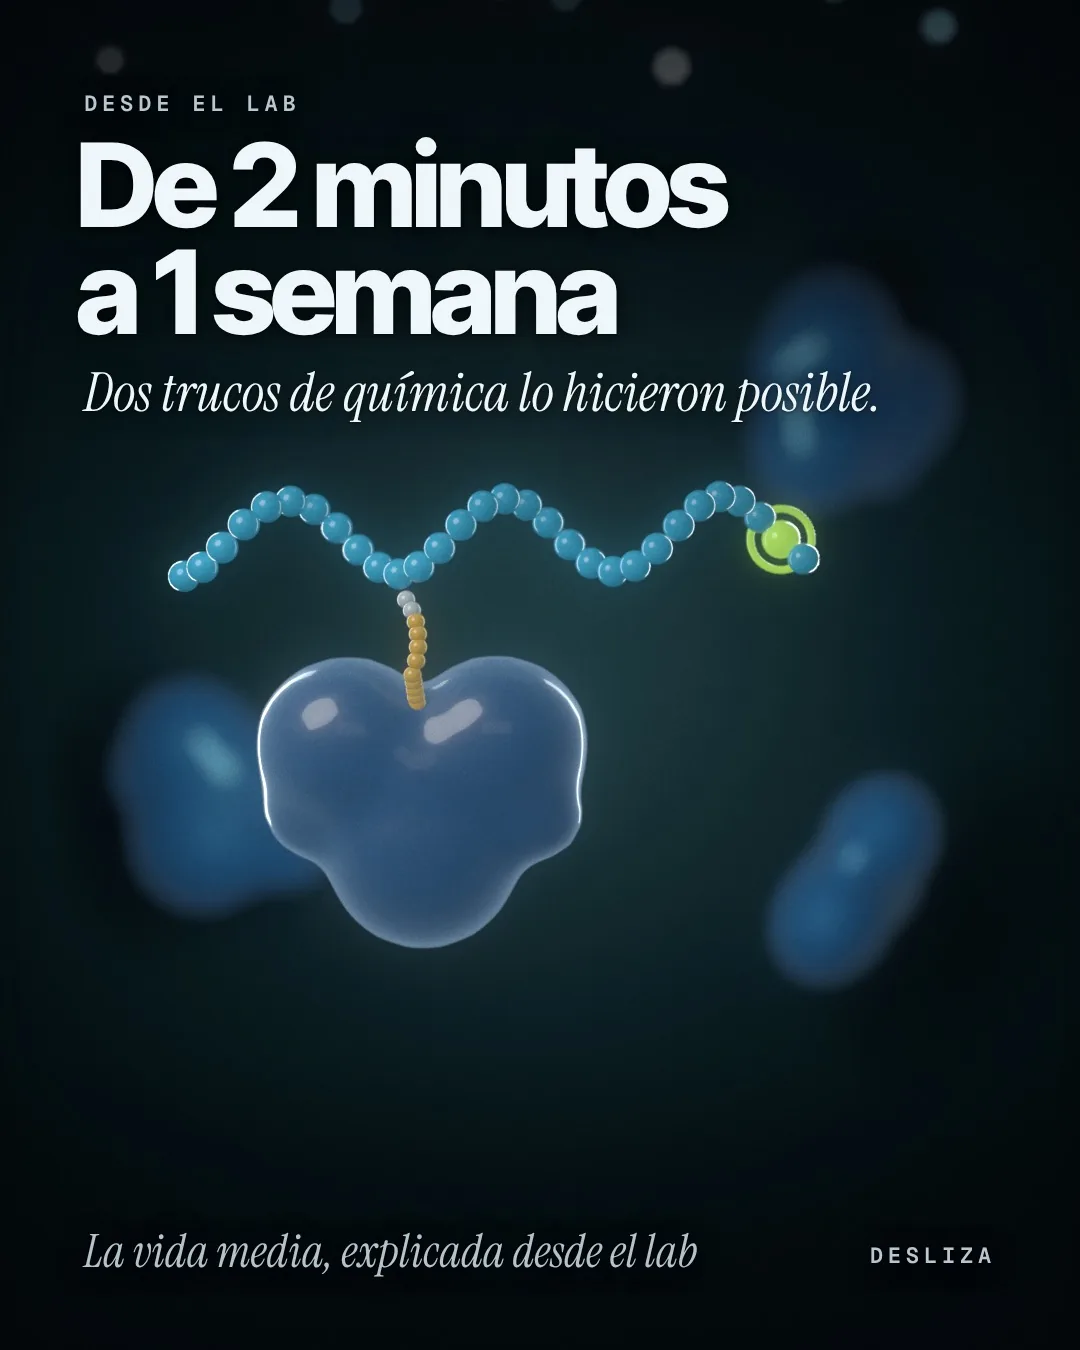 DESDE EL LAB
De 2 minutos
a 1 semana
Dos trucos de química lo hicieron posible.
La vida media, explicada desde el lab
DESLIZA